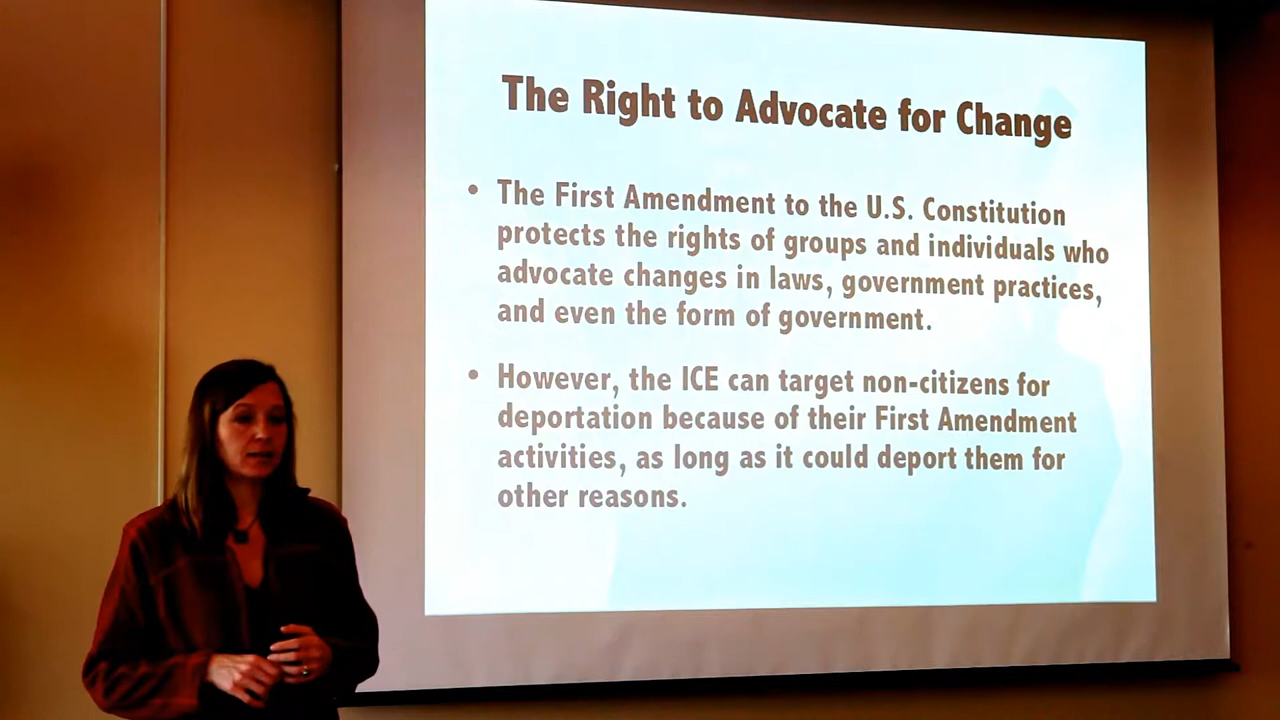 The Right to Advocate for Change
• The First Amendment to the U.S. Constitution
protects the rights of groups and individuals who
advocate changes in laws, government practices,
and even the form of government.
• However, the ICE can target non-citizens for
deportation because of their First Amendment
activities, as long as it could deport them for
other reasons.